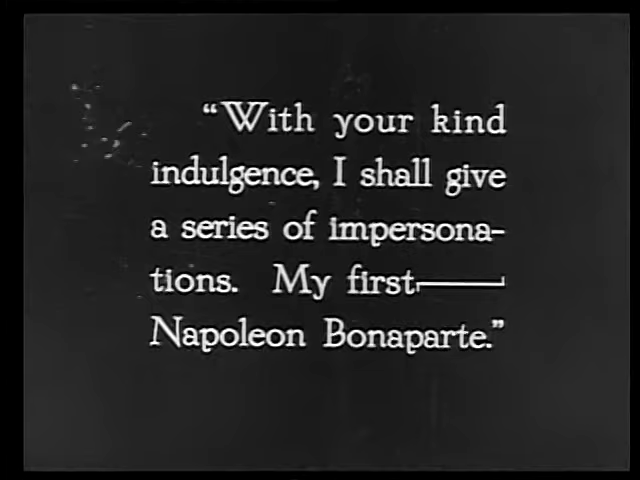 “With your kind
indulgence, I shall give
a series of impersona-
tions. My first——
Napoleon Bonaparte.”